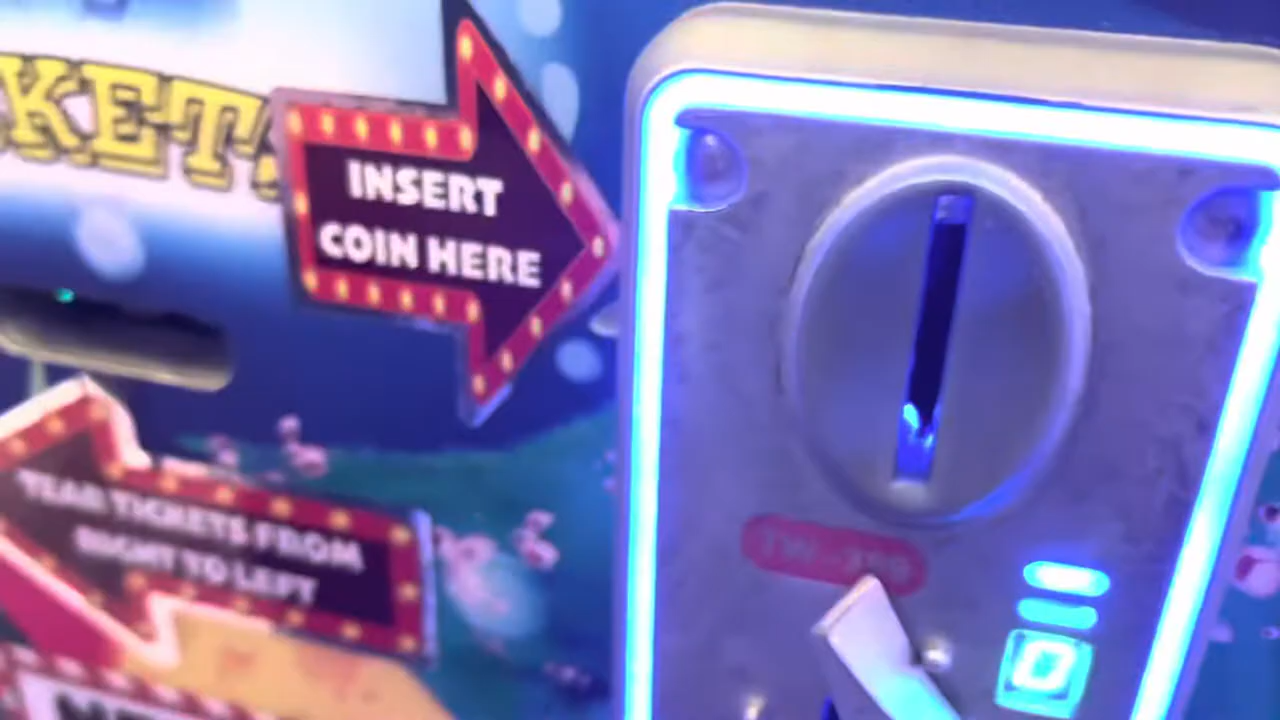 KET!
INSERT
COIN HERE
TEAR TICKETS FROM
RIGHT TO LEFT